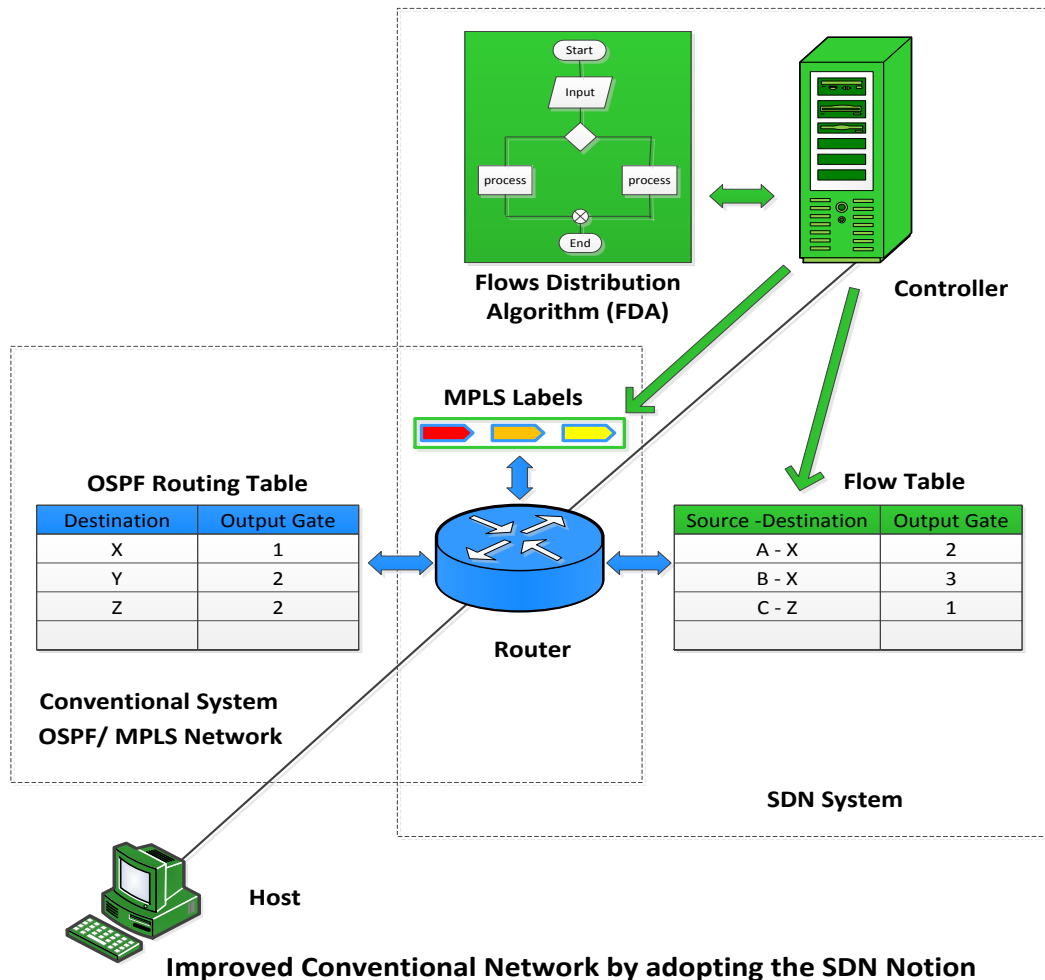 Start
Input
process
process
End
Flows Distribution
Algorithm (FDA)
Controller
MPLS Labels
OSPF Routing Table
Destination Output Gate
X 1
Y 2
Z 2
Flow Table
Source -Destination Output Gate
A - X 2
B - X 3
C - Z 1
Router
Conventional System
OSPF/ MPLS Network
SDN System
Host
Improved Conventional Network by adopting the SDN Notion